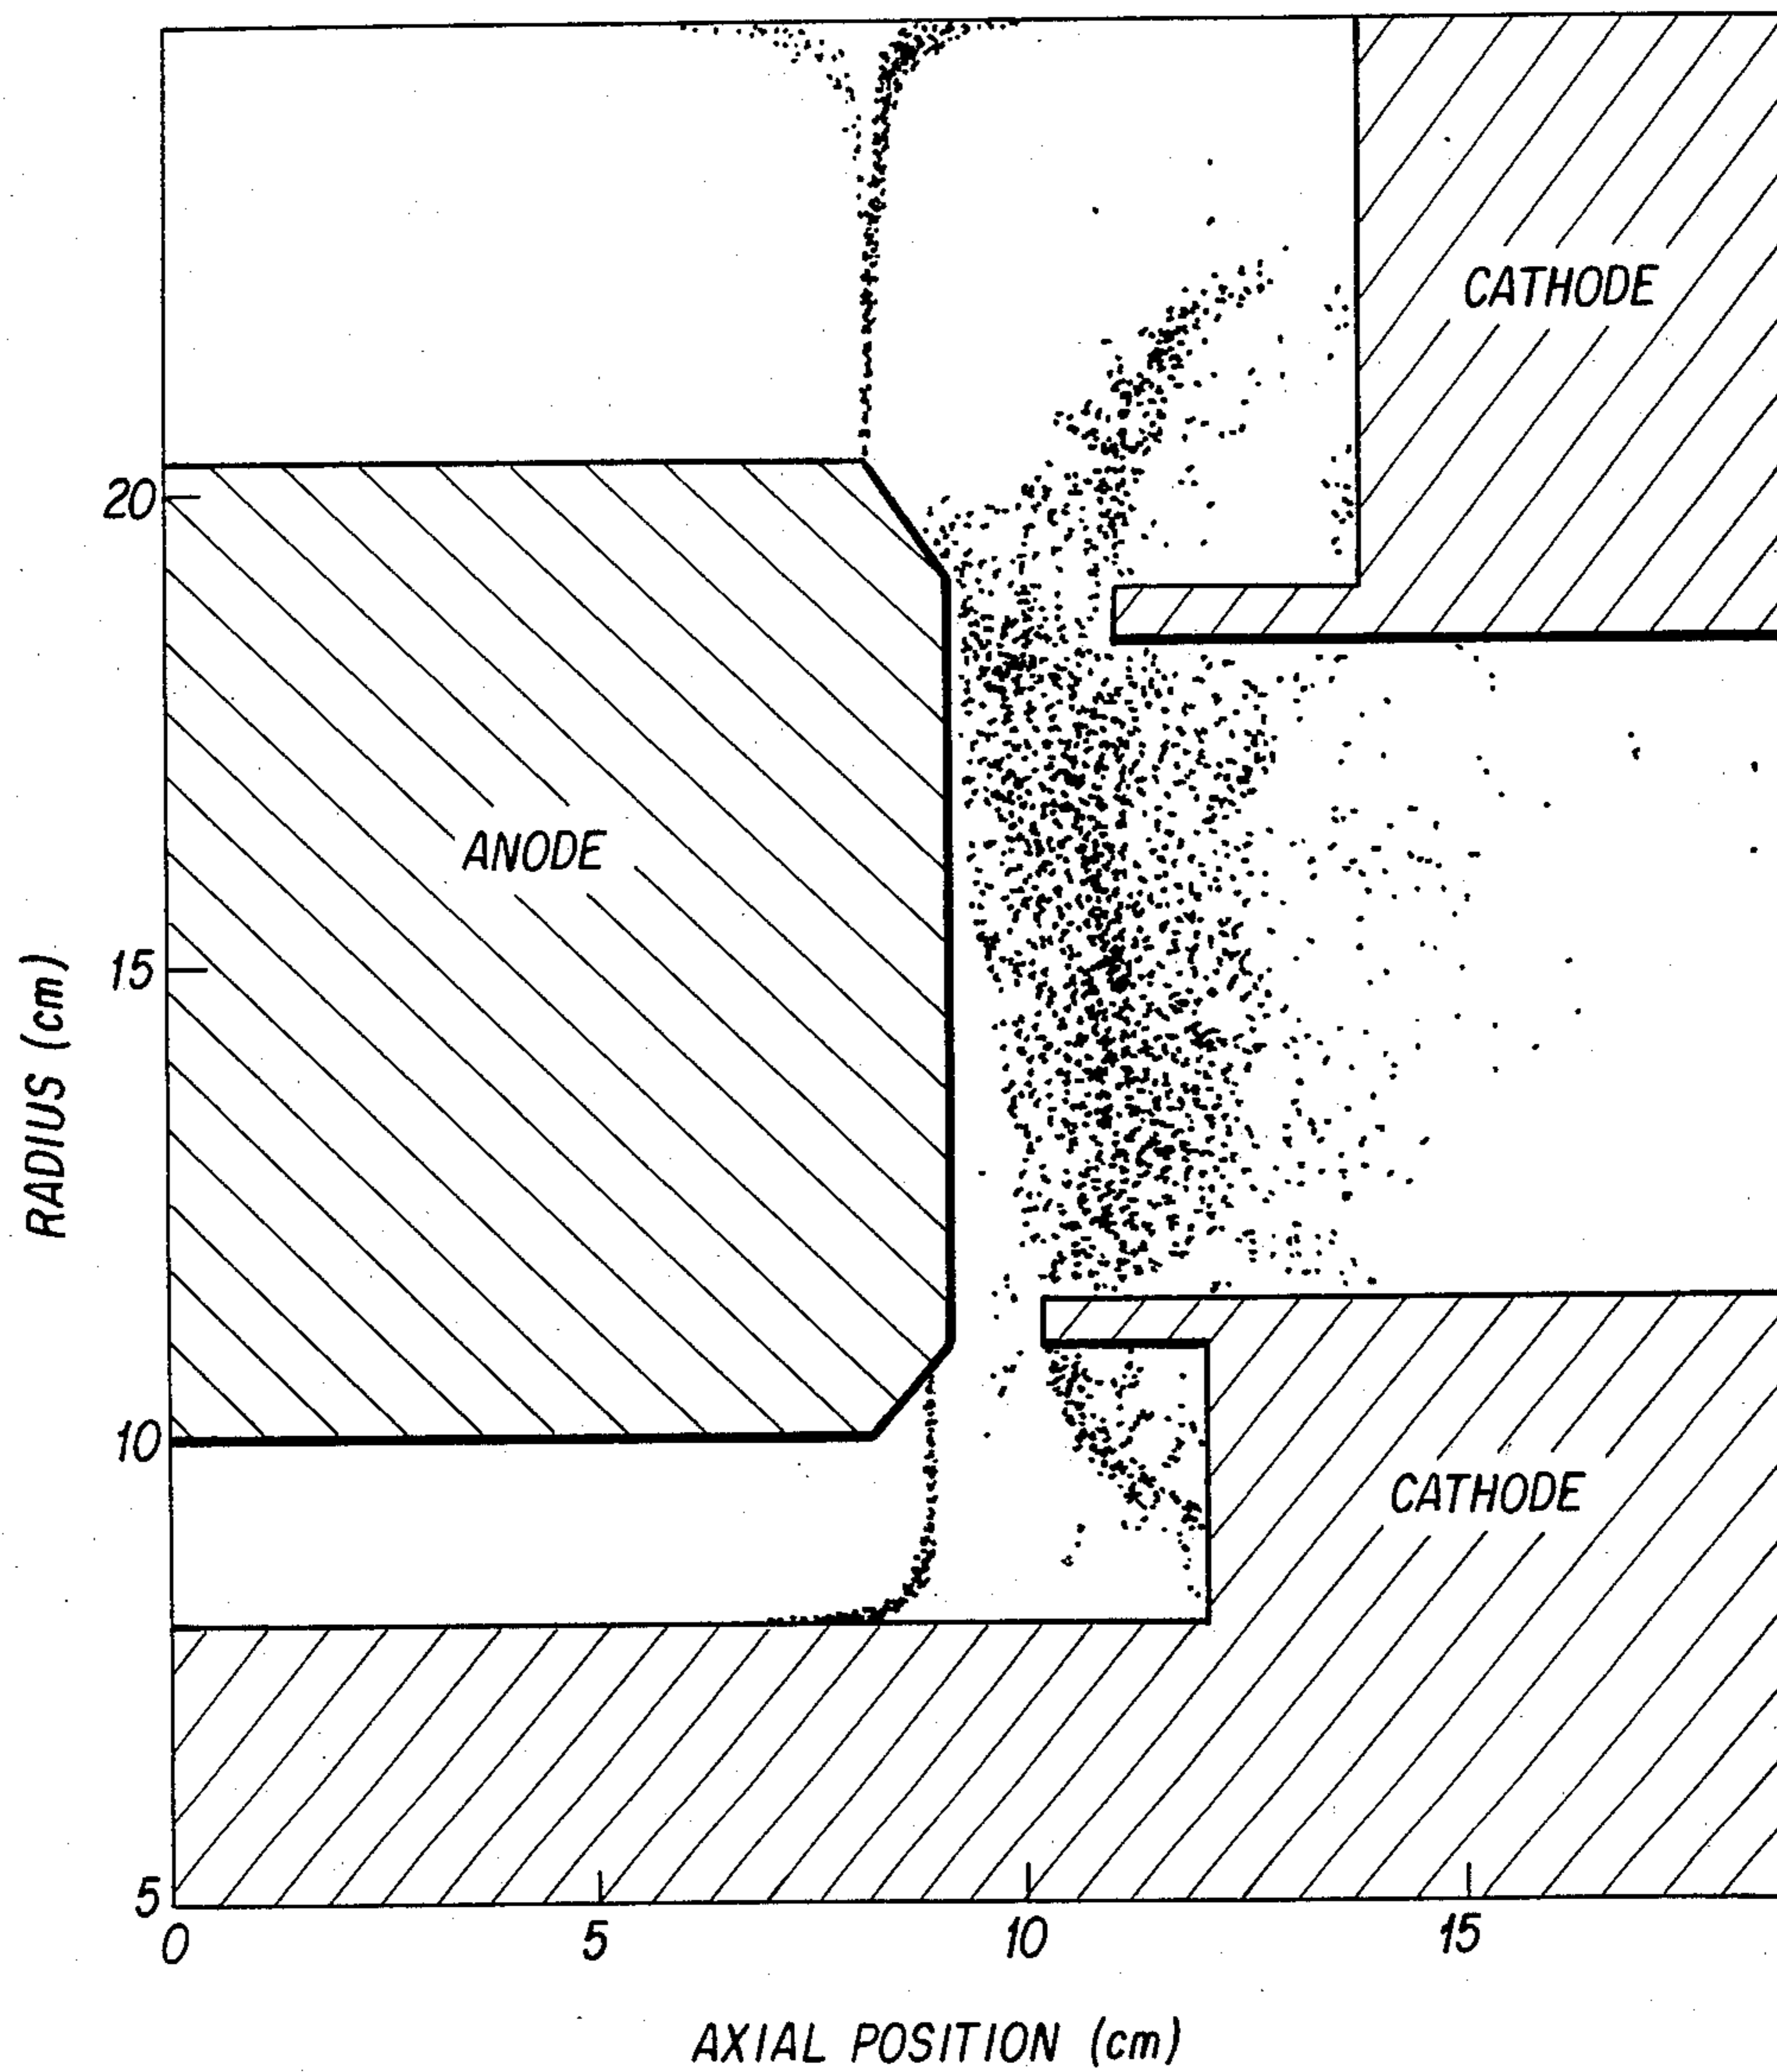 CATHODE
20
ANODE
15
RADIUS (cm)
10
CATHODE
5
0 5 10 15
AXIAL POSITION (cm)